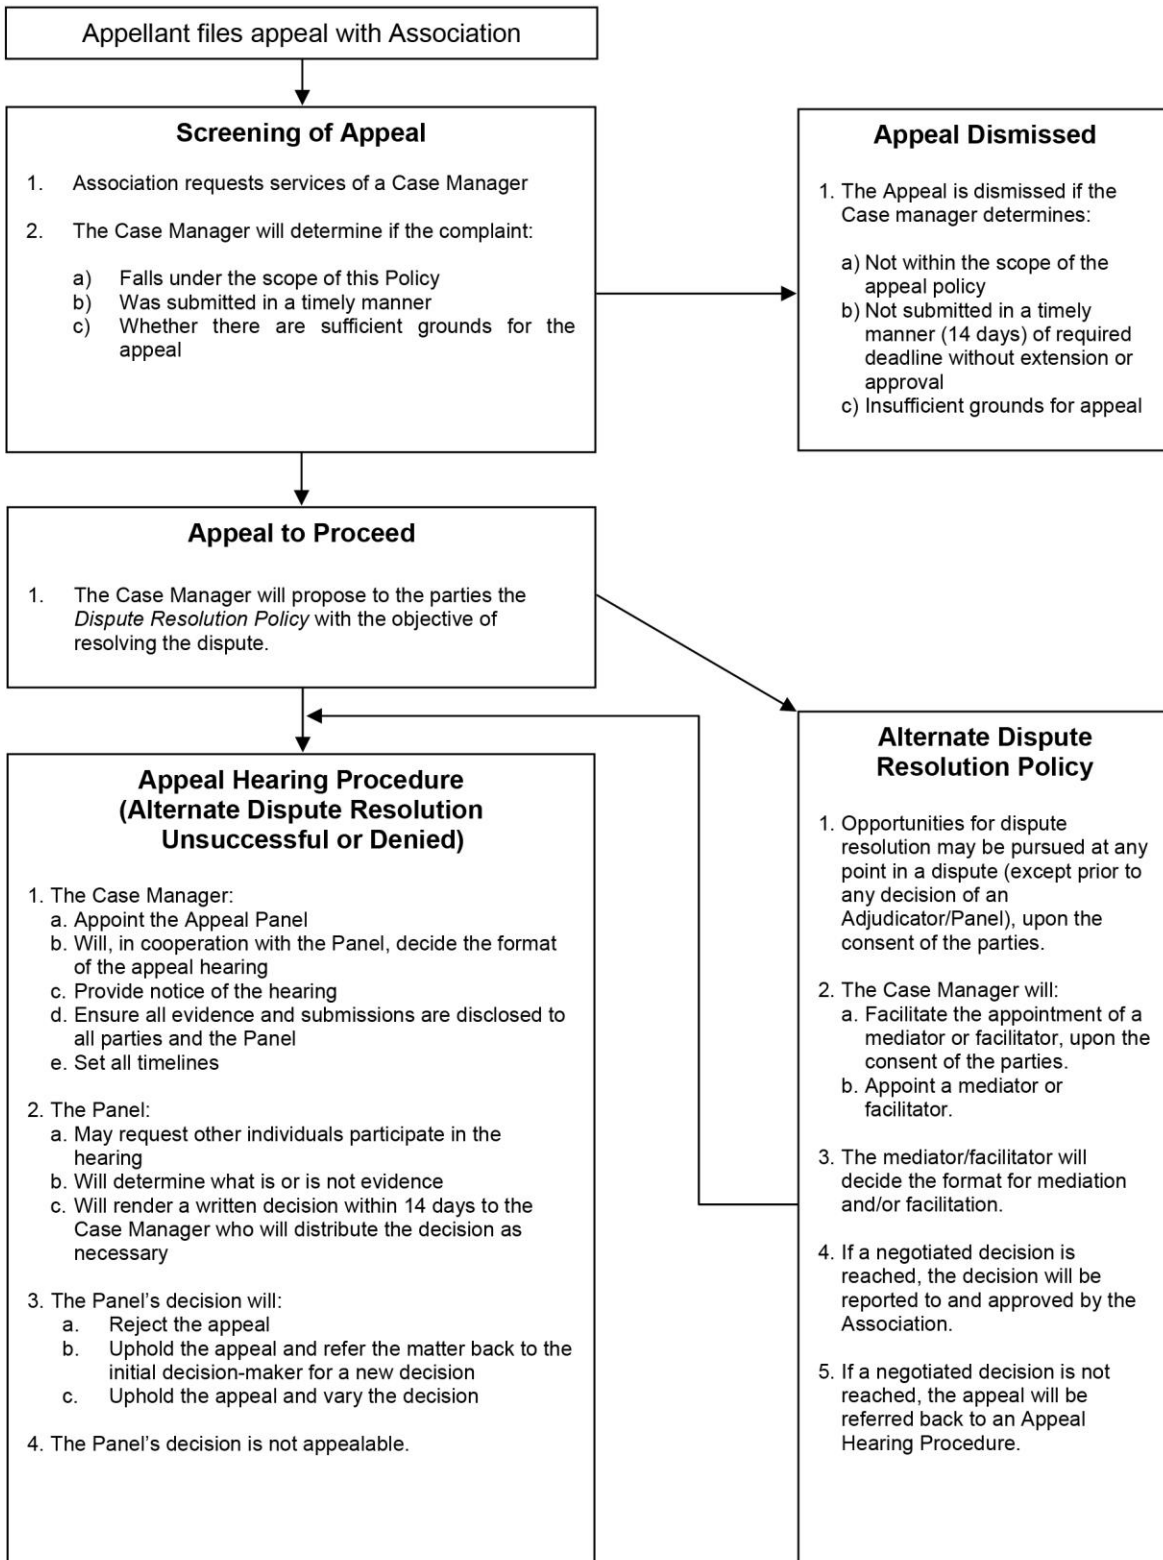 Appellant files appeal with Association
Screening of Appeal
1. Association requests services of a Case Manager
2. The Case Manager will determine if the complaint:
a) Falls under the scope of this Policy
b) Was submitted in a timely manner
c) Whether there are sufficient grounds for the
appeal
Appeal Dismissed
1. The Appeal is dismissed if the
Case manager determines:
a) Not within the scope of the
appeal policy
b) Not submitted in a timely
manner (14 days) of required
deadline without extension or
approval
c) Insufficient grounds for appeal
Appeal to Proceed
1. The Case Manager will propose to the parties the
Dispute Resolution Policy with the objective of
resolving the dispute.
Appeal Hearing Procedure
(Alternate Dispute Resolution
Unsuccessful or Denied)
1. The Case Manager:
a. Appoint the Appeal Panel
b. Will, in cooperation with the Panel, decide the format
of the appeal hearing
c. Provide notice of the hearing
d. Ensure all evidence and submissions are disclosed to
all parties and the Panel
e. Set all timelines
2. The Panel:
a. May request other individuals participate in the
hearing
b. Will determine what is or is not evidence
c. Will render a written decision within 14 days to the
Case Manager who will distribute the decision as
necessary
3. The Panel's decision will:
a. Reject the appeal
b. Uphold the appeal and refer the matter back to the
initial decision-maker for a new decision
c. Uphold the appeal and vary the decision
4. The Panel's decision is not appealable.
Alternate Dispute
Resolution Policy
1. Opportunities for dispute
resolution may be pursued at any
point in a dispute (except prior to
any decision of an
Adjudicator/Panel), upon the
consent of the parties.
2. The Case Manager will:
a. Facilitate the appointment of a
mediator or facilitator, upon the
consent of the parties.
b. Appoint a mediator or
facilitator.
3. The mediator/facilitator will
decide the format for mediation
and/or facilitation.
4. If a negotiated decision is
reached, the decision will be
reported to and approved by the
Association.
5. If a negotiated decision is not
reached, the appeal will be
referred back to an Appeal
Hearing Procedure.